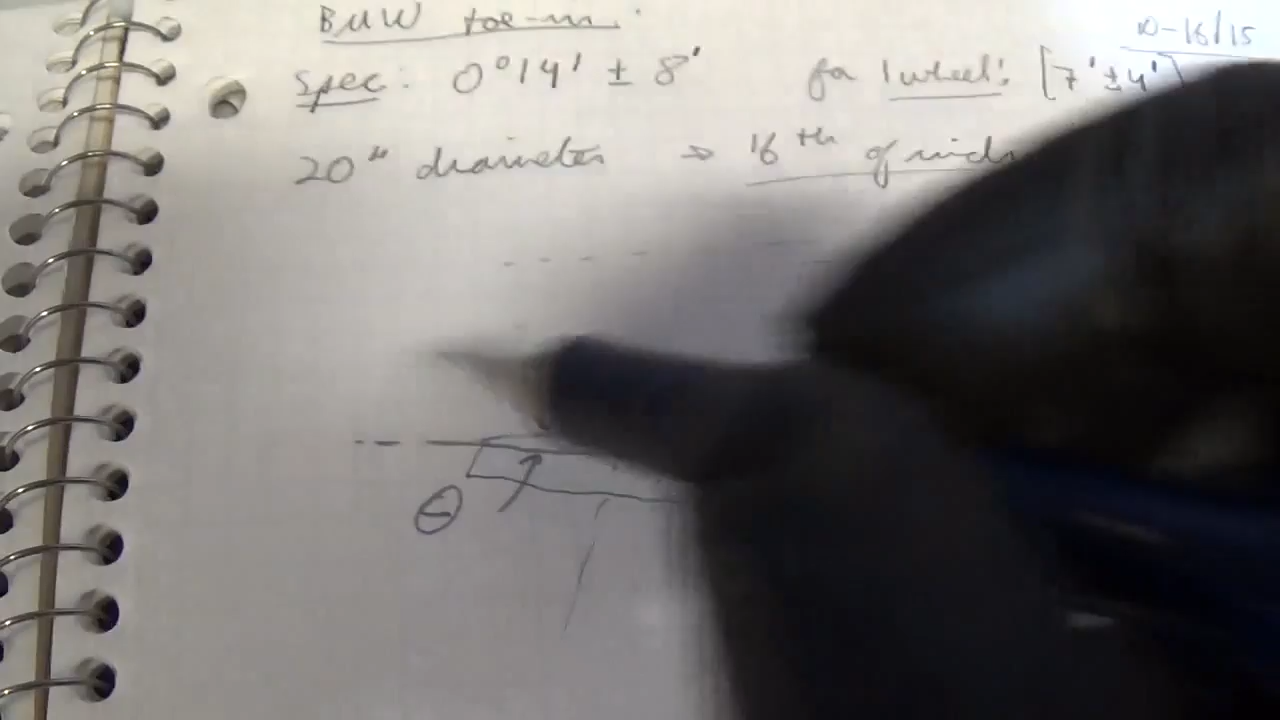 BMW toe-in:
10-16/15
Spec: 0°14' ± 8' for 1 wheel: [7' ± 4']
20" diameter → 16th of inch
Θ